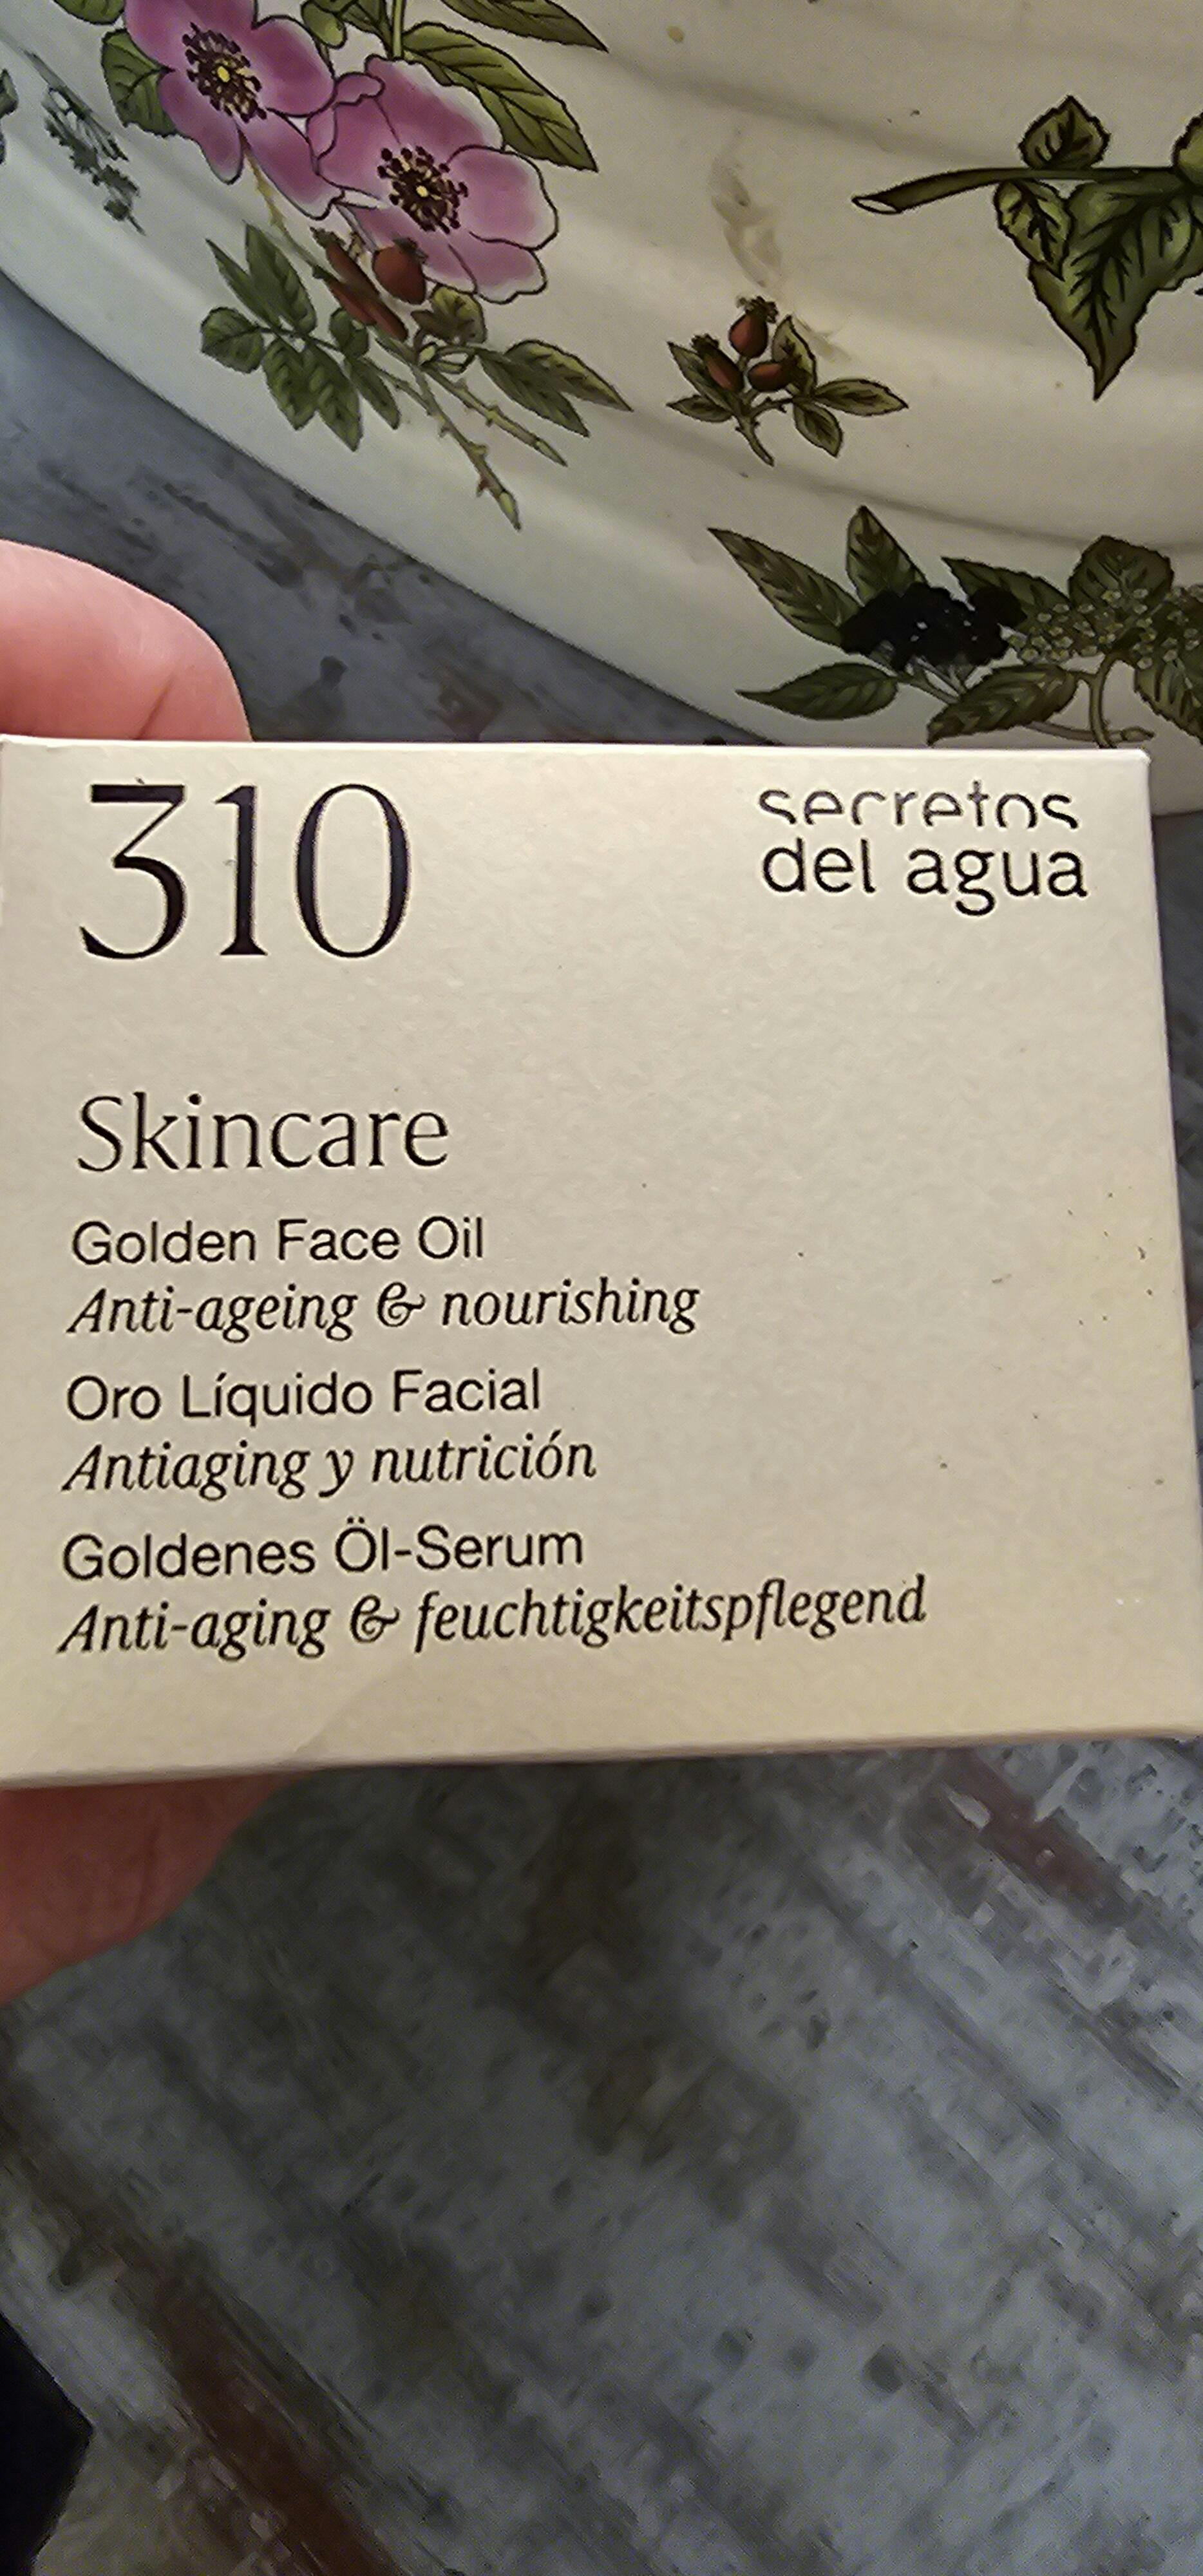 310
secretos
del agua
Skincare
Golden Face Oil
Anti-ageing & nourishing
Oro Líquido Facial
Antiaging y nutrición
Goldenes Öl-Serum
Anti-aging & feuchtigkeitspflegend